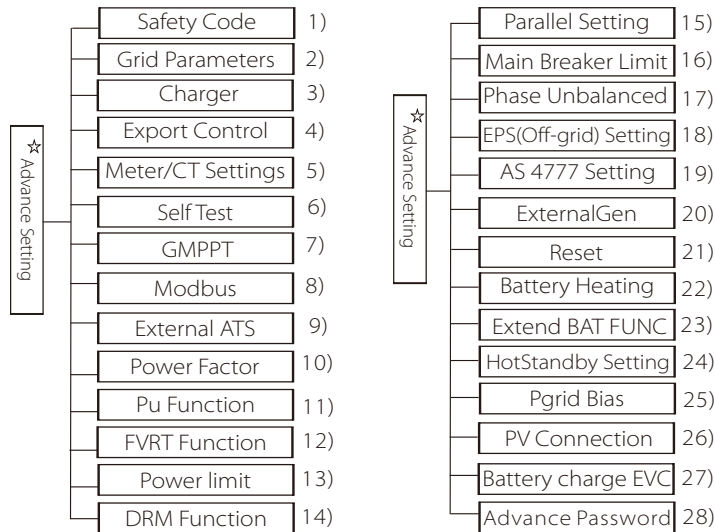 ☆ Advance Setting
Safety Code 1)
Grid Parameters 2)
Charger 3)
Export Control 4)
Meter/CT Settings 5)
Self Test 6)
GMPPT 7)
Modbus 8)
External ATS 9)
Power Factor 10)
Pu Function 11)
FVRT Function 12)
Power limit 13)
DRM Function 14)
☆ Advance Setting
Parallel Setting 15)
Main Breaker Limit 16)
Phase Unbalanced 17)
EPS(Off-grid) Setting 18)
AS 4777 Setting 19)
ExternalGen 20)
Reset 21)
Battery Heating 22)
Extend BAT FUNC 23)
HotStandby Setting 24)
Pgrid Bias 25)
PV Connection 26)
Battery charge EVC 27)
Advance Password 28)